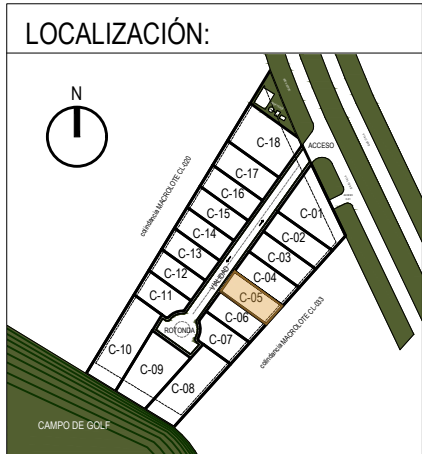 LOCALIZACIÓN:
N
ACCESO
C-18
C-17
C-16
C-15
C-14
C-13
C-12
C-11
C-10
C-09
C-08
C-07
C-06
C-05
C-04
C-03
C-02
C-01
colindancia MACROLOTE CL-020
VIALIDAD
ROTONDA
colindancia MACROLOTE CL-033
CAMPO DE GOLF